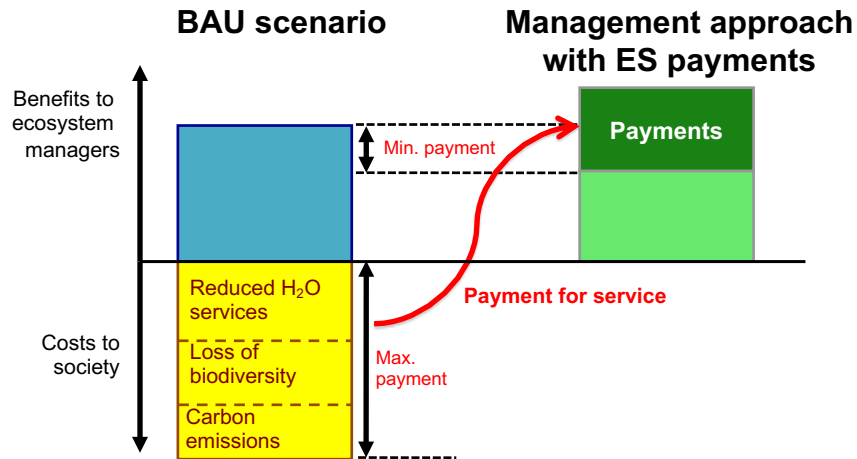 BAU scenario
Management approach
with ES payments
Benefits to
ecosystem
managers
Min. payment
Payments
Reduced H₂O
services
Payment for service
Costs to
society
Loss of
biodiversity
Max.
payment
Carbon
emissions